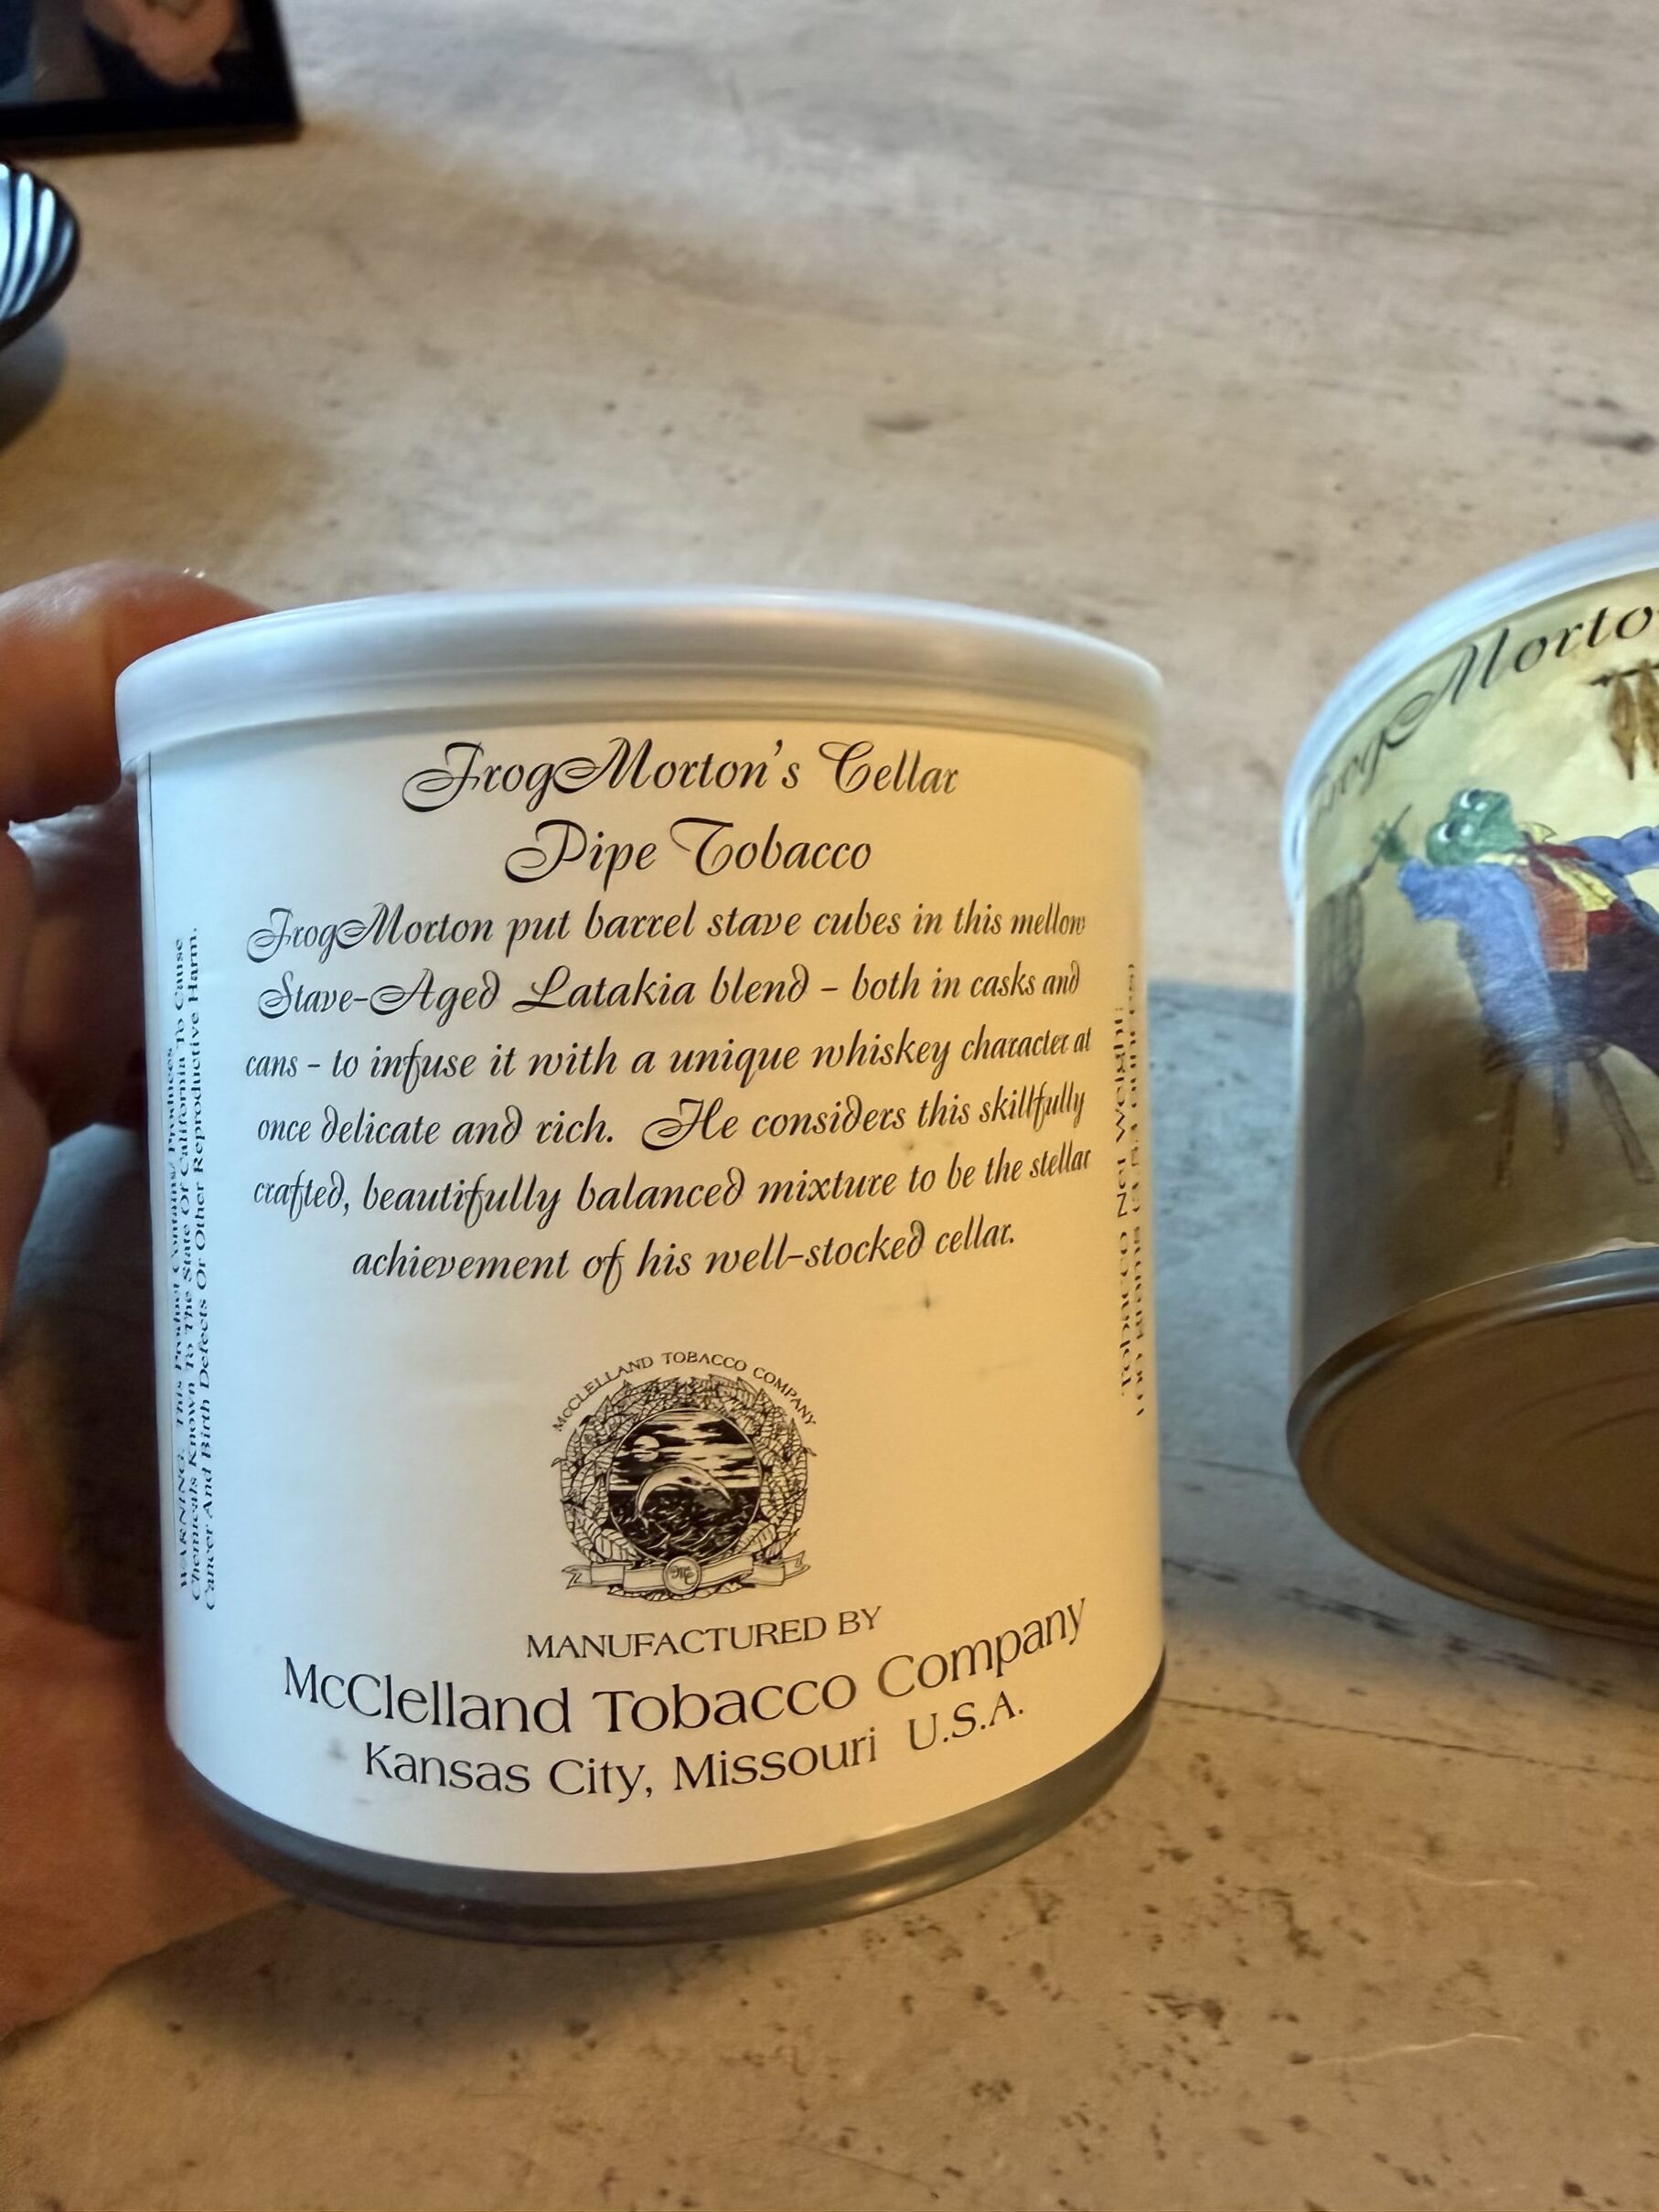 FrogMorton's Cellar
Pipe Tobacco
FrogMorton put barrel stave cubes in this mellow
Stave-Aged Latakia blend – both in casks and
cans – to infuse it with a unique whiskey character at
once delicate and rich. He considers this skillfully
crafted, beautifully balanced mixture to be the stellar
achievement of his well-stocked cellar.
McCLELLAND TOBACCO COMPANY
MANUFACTURED BY
McClelland Tobacco Company
Kansas City, Missouri U.S.A.
WARNING: This Product Contains/Produces
Chemicals Known To The State Of California To Cause
Cancer And Birth Defects Or Other Reproductive Harm.
Morto